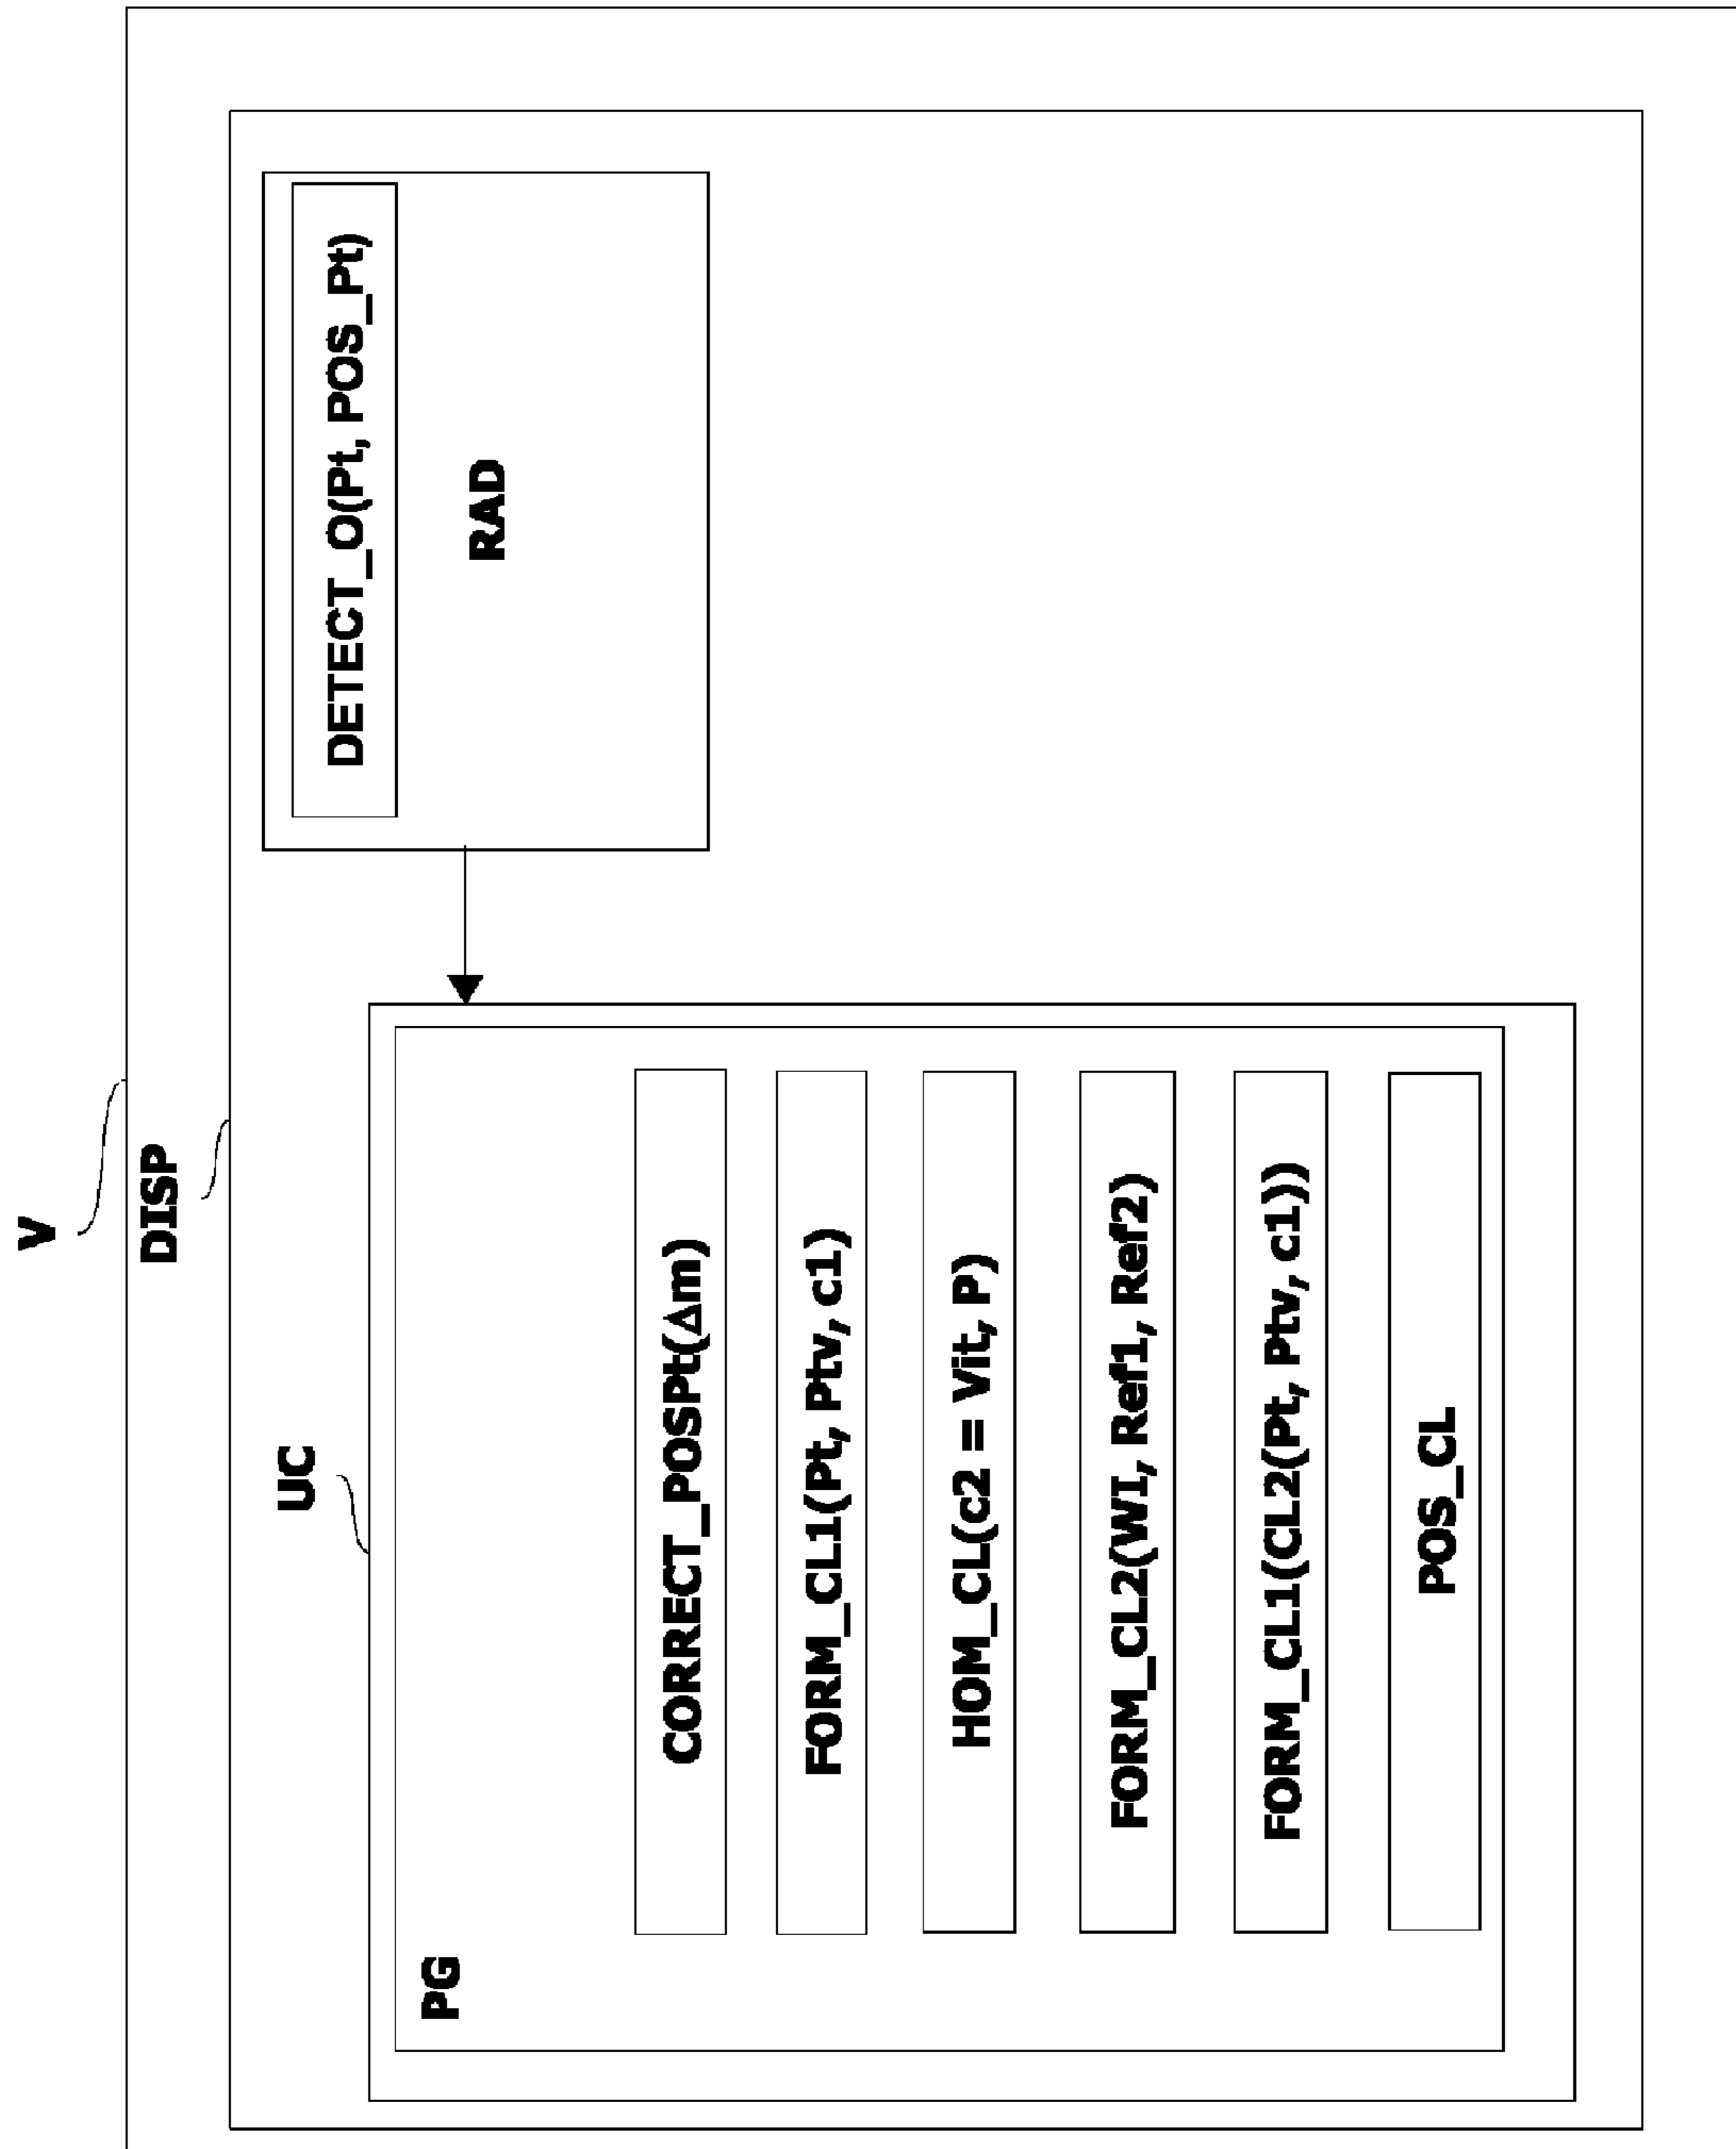 V
DISP
UC
PG
CORRECT_POSPt(Δm)
FORM_CL1(Pt, Ptv, c1)
HOM_CL(c2 = Vit, P)
FORM_CL2(WI, Ref1, Ref2)
FORM_CL1(CL2(Pt, Ptv, c1))
POS_CL
DETECT_O(Pt, POS_Pt)
RAD